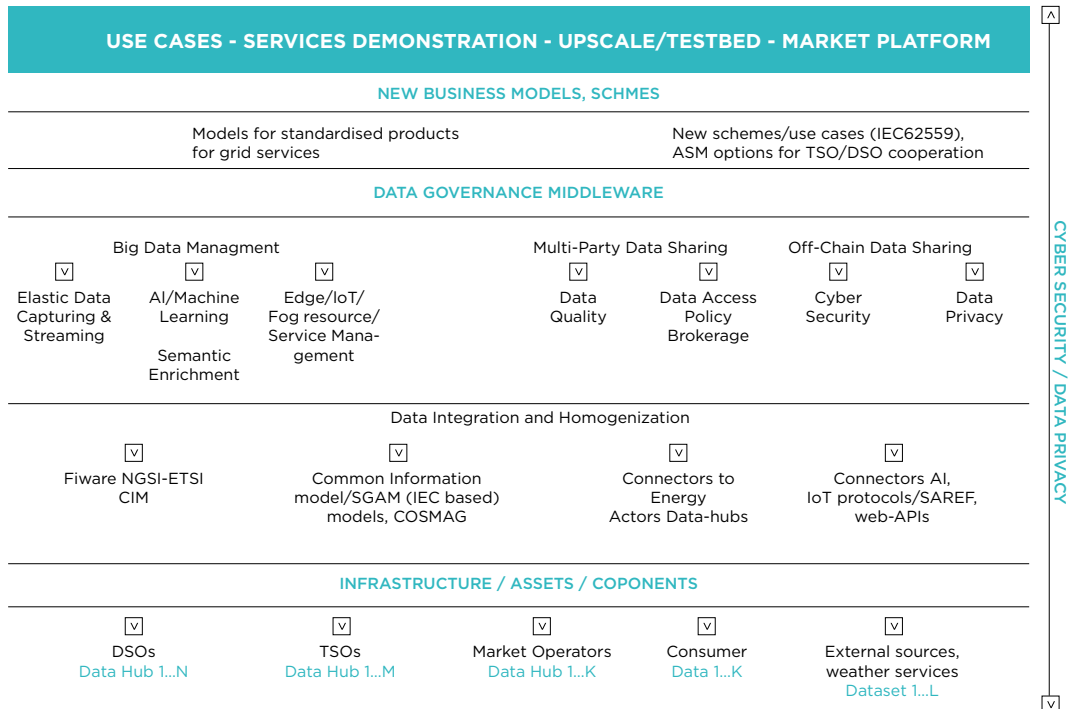 USE CASES - SERVICES DEMONSTRATION - UPSCALE/TESTBED - MARKET PLATFORM
NEW BUSINESS MODELS, SCHMES
Models for standardised products
for grid services
New schemes/use cases (IEC62559),
ASM options for TSO/DSO cooperation
DATA GOVERNANCE MIDDLEWARE
Big Data Managment
Elastic Data
Capturing &
Streaming
AI/Machine
Learning
Semantic
Enrichment
Edge/IoT/
Fog resource/
Service Mana-
gement
Multi-Party Data Sharing
Data
Quality
Data Access
Policy
Brokerage
Off-Chain Data Sharing
Cyber
Security
Data
Privacy
Data Integration and Homogenization
Fiware NGSI-ETSI
CIM
Common Information
model/SGAM (IEC based)
models, COSMAG
Connectors to
Energy
Actors Data-hubs
Connectors AI,
IoT protocols/SAREF,
web-APIs
INFRASTRUCTURE / ASSETS / COPONENTS
DSOs
Data Hub 1...N
TSOs
Data Hub 1...M
Market Operators
Data Hub 1...K
Consumer
Data 1...K
External sources,
weather services
Dataset 1...L
CYBER SECURITY / DATA PRIVACY